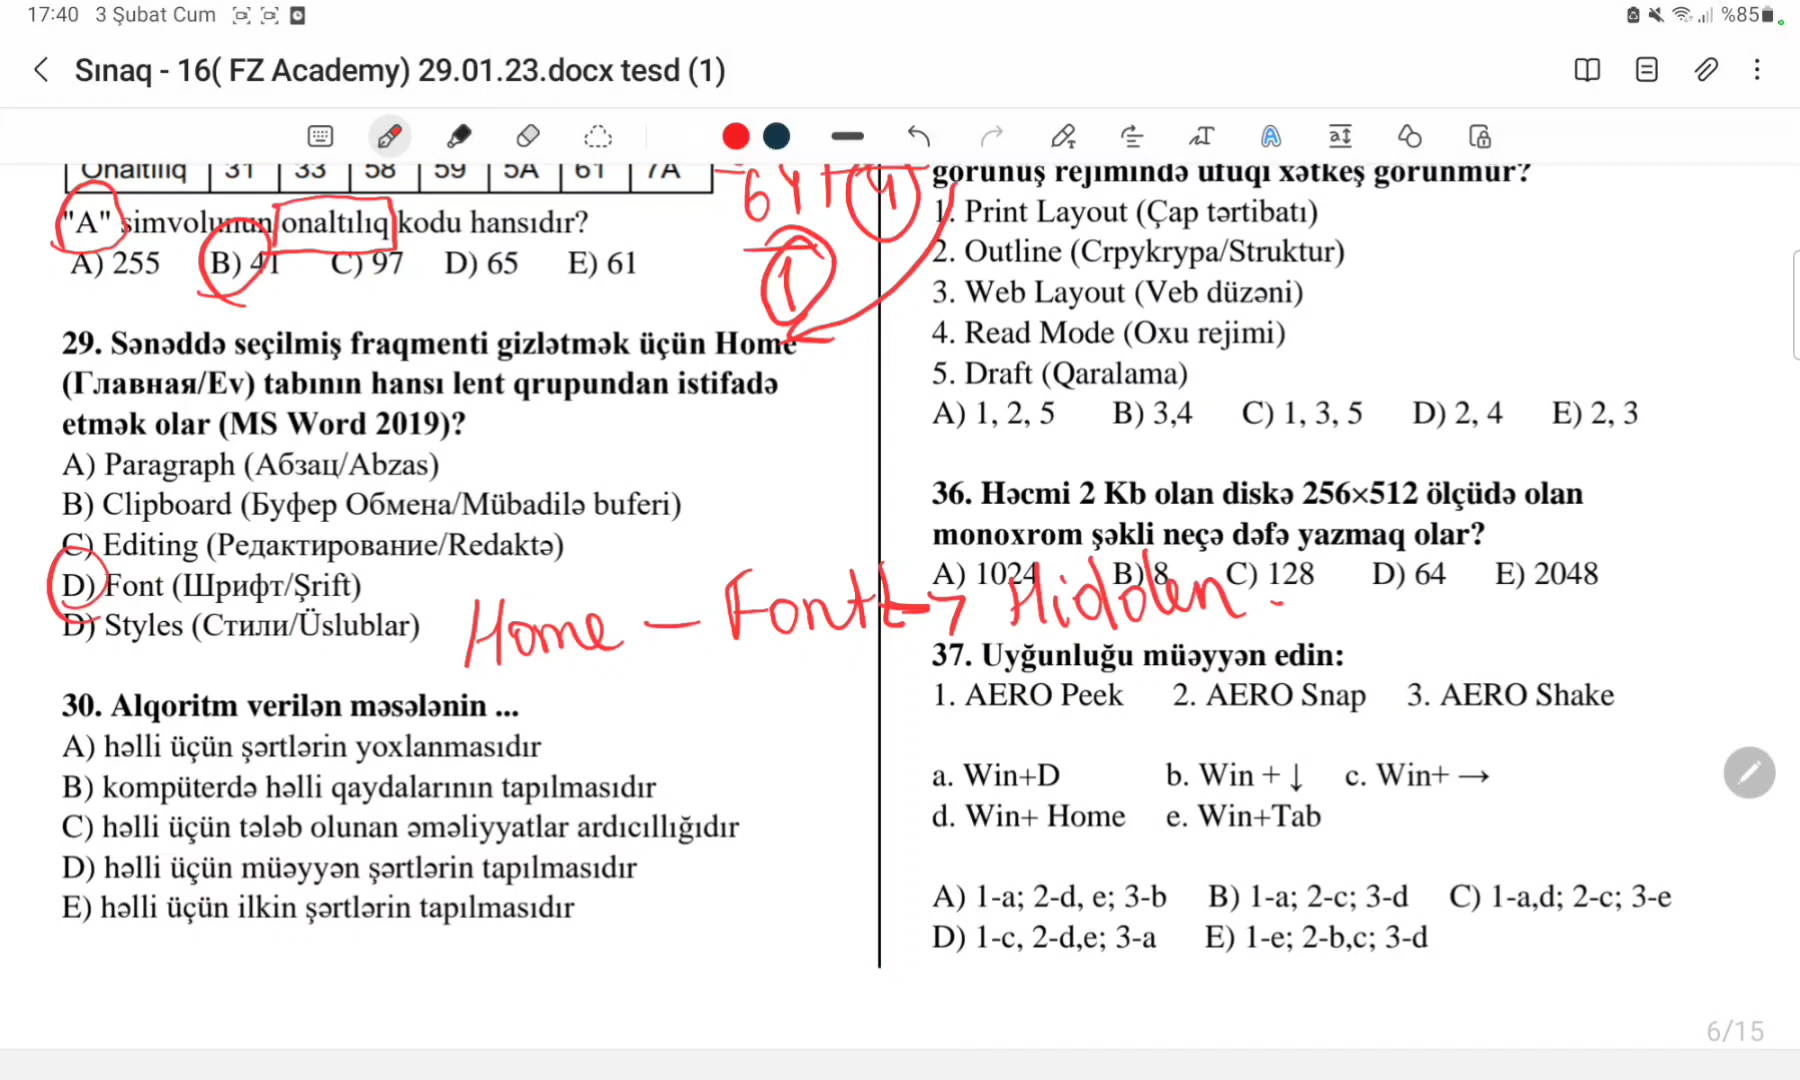 17:40 3 Şubat Cum
%85
Sınaq - 16( FZ Academy) 29.01.23.docx tesd (1)
Onaltılıq 31 33 58 59 5A 61 7A
"A" simvolunun onaltılıq kodu hansıdır?
A) 255 B) 41 C) 97 D) 65 E) 61
64
1
29. Sənəddə seçilmiş fraqmenti gizlətmək üçün Home
(Главная/Ev) tabının hansı lent qrupundan istifadə
etmək olar (MS Word 2019)?
A) Paragraph (Абзац/Abzas)
B) Clipboard (Буфер Обмена/Mübadilə buferi)
C) Editing (Редактирование/Redaktə)
D) Font (Шрифт/Şrift)
D) Styles (Стили/Üslublar)
Home – Font → Hidden
30. Alqoritm verilən məsələnin ...
A) həlli üçün şərtlərin yoxlanmasıdır
B) kompüterdə həlli qaydalarının tapılmasıdır
C) həlli üçün tələb olunan əməliyyatlar ardıcıllığıdır
D) həlli üçün müəyyən şərtlərin tapılmasıdır
E) həlli üçün ilkin şərtlərin tapılmasıdır
görünüş rejimində üfüqi xətkeş görünmür?
1. Print Layout (Çap tərtibatı)
2. Outline (Crpykrypa/Struktur)
3. Web Layout (Veb düzəni)
4. Read Mode (Oxu rejimi)
5. Draft (Qaralama)
A) 1, 2, 5 B) 3,4 C) 1, 3, 5 D) 2, 4 E) 2, 3
36. Həcmi 2 Kb olan diskə 256×512 ölçüdə olan
monoxrom şəkli neçə dəfə yazmaq olar?
A) 1024 B) 8 C) 128 D) 64 E) 2048
37. Uyğunluğu müəyyən edin:
1. AERO Peek 2. AERO Snap 3. AERO Shake
a. Win+D b. Win + ↓ c. Win+ →
d. Win+ Home e. Win+Tab
A) 1-a; 2-d, e; 3-b B) 1-a; 2-c; 3-d C) 1-a,d; 2-c; 3-e
D) 1-c, 2-d,e; 3-a E) 1-e; 2-b,c; 3-d
6/15